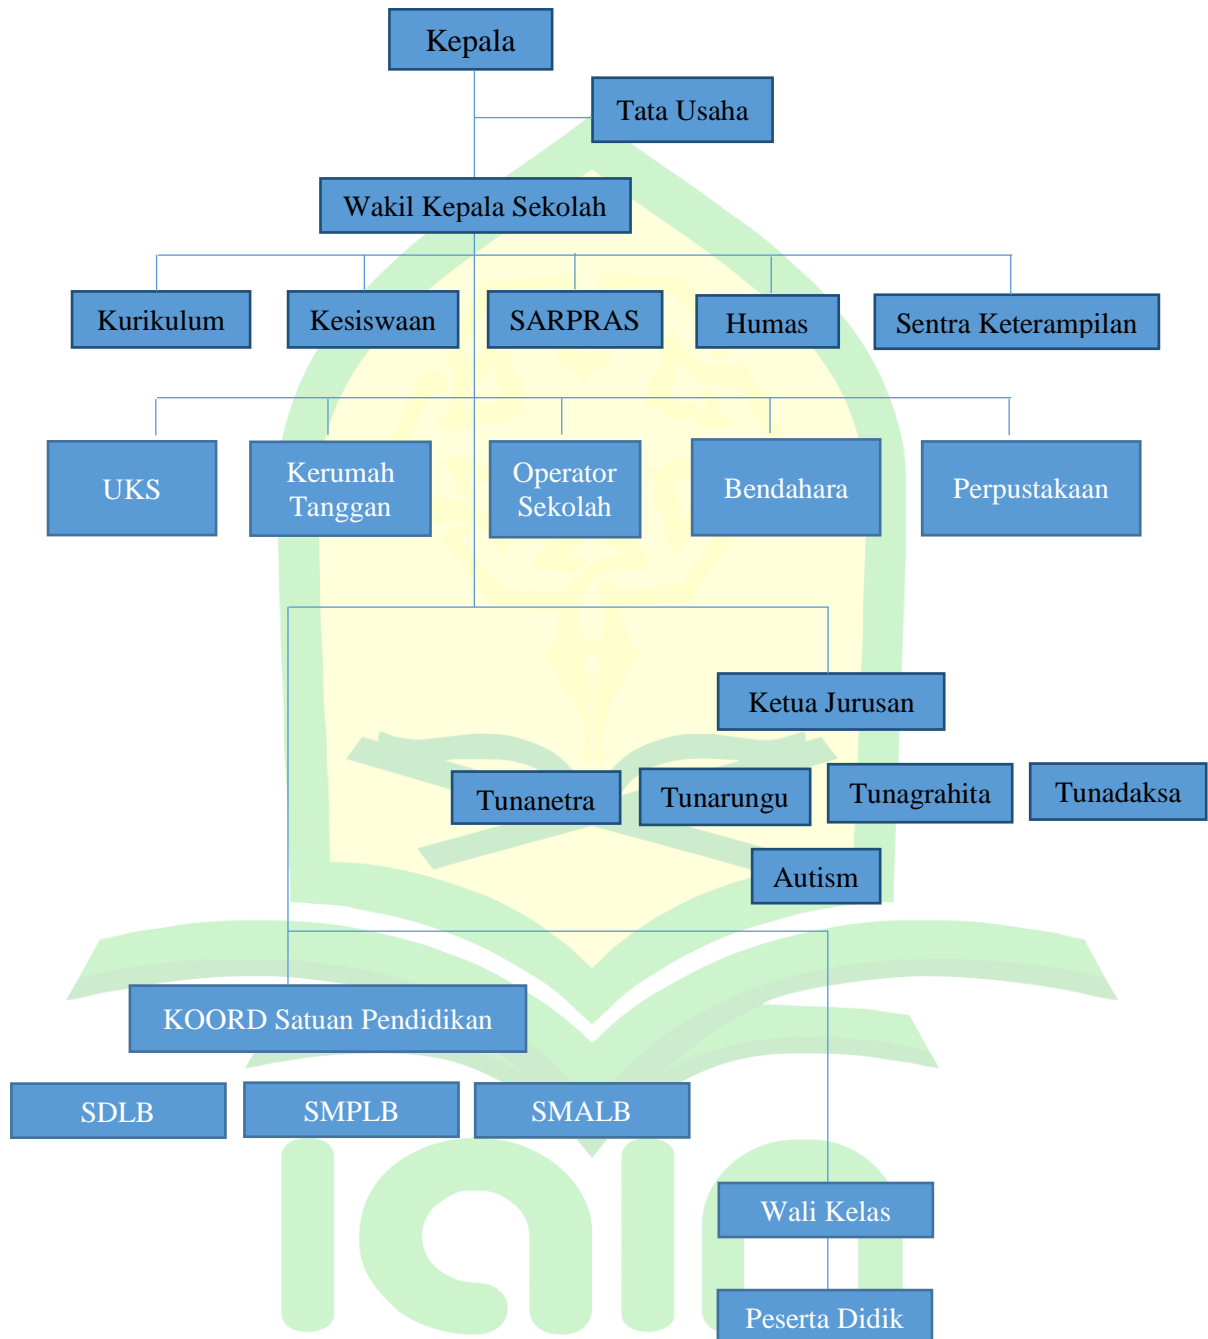 Kepala
Tata Usaha
Wakil Kepala Sekolah
Kurikulum
Kesiswaan
SARPRAS
Humas
Sentra Keterampilan
UKS
Kerumah
Tanggan
Operator
Sekolah
Bendahara
Perpustakaan
Ketua Jurusan
Tunanetra
Tunarungu
Tunagrahita
Tunadaksa
Autism
KOORD Satuan Pendidikan
SDLB
SMPLB
SMALB
Wali Kelas
Peserta Didik
iain